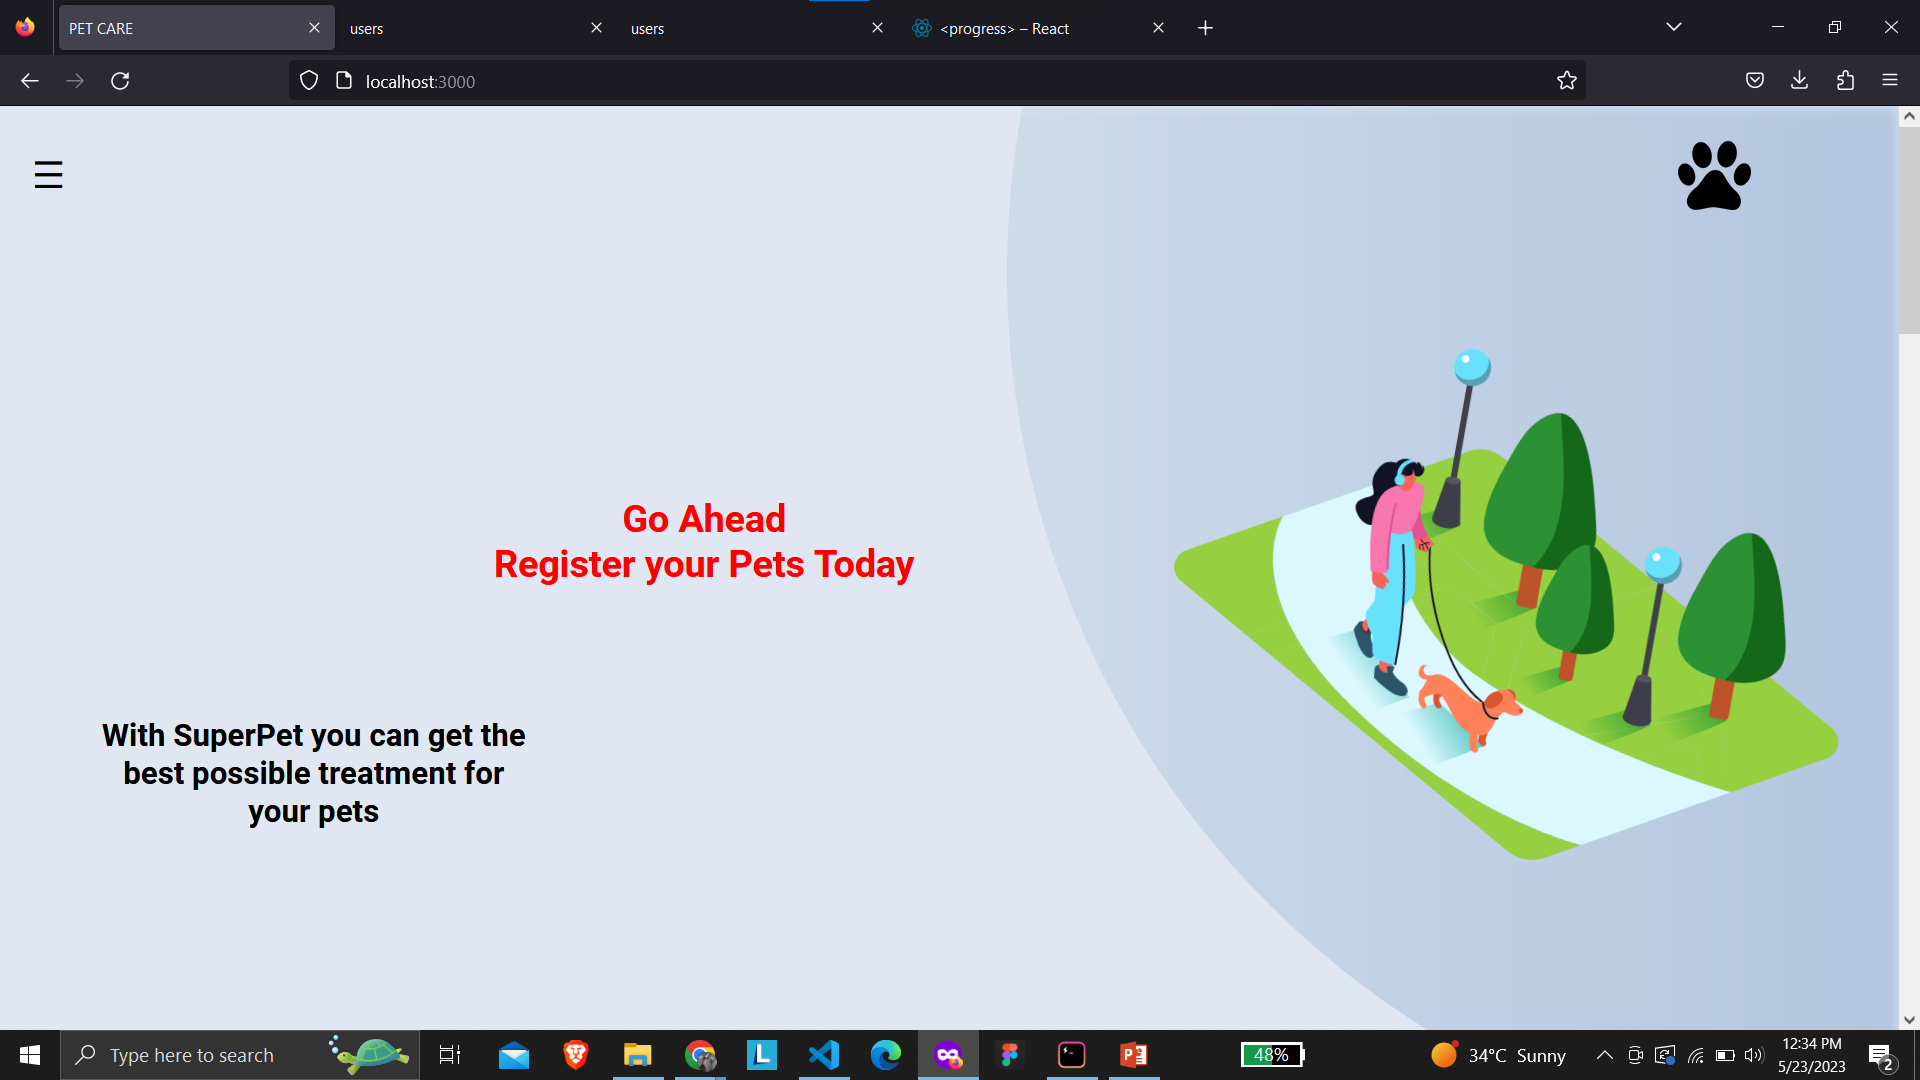 PET CARE
users
users
<progress> – React
localhost:3000
Go Ahead
Register your Pets Today
With SuperPet you can get the
best possible treatment for
your pets
Type here to search
L
P
48%
34°C Sunny
12:34 PM
5/23/2023
2